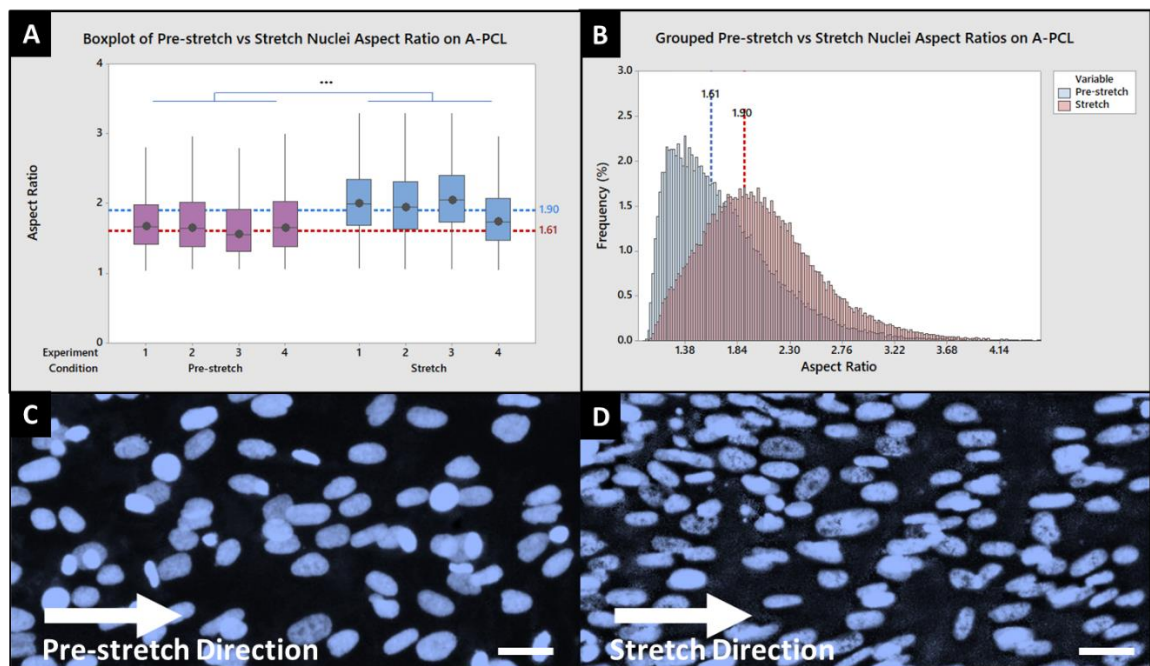 A
Boxplot of Pre-stretch vs Stretch Nuclei Aspect Ratio on A-PCL
Aspect Ratio
4
3
2
1
0
***
1.90
1.61
Experiment 1 2 3 4 1 2 3 4
Condition Pre-stretch Stretch
B
Grouped Pre-stretch vs Stretch Nuclei Aspect Ratios on A-PCL
Frequency (%)
3.0
2.5
2.0
1.5
1.0
0.5
0.0
1.61
1.90
Variable
Pre-stretch
Stretch
1.38 1.84 2.30 2.76 3.22 3.68 4.14
Aspect Ratio
C
Pre-stretch Direction
D
Stretch Direction